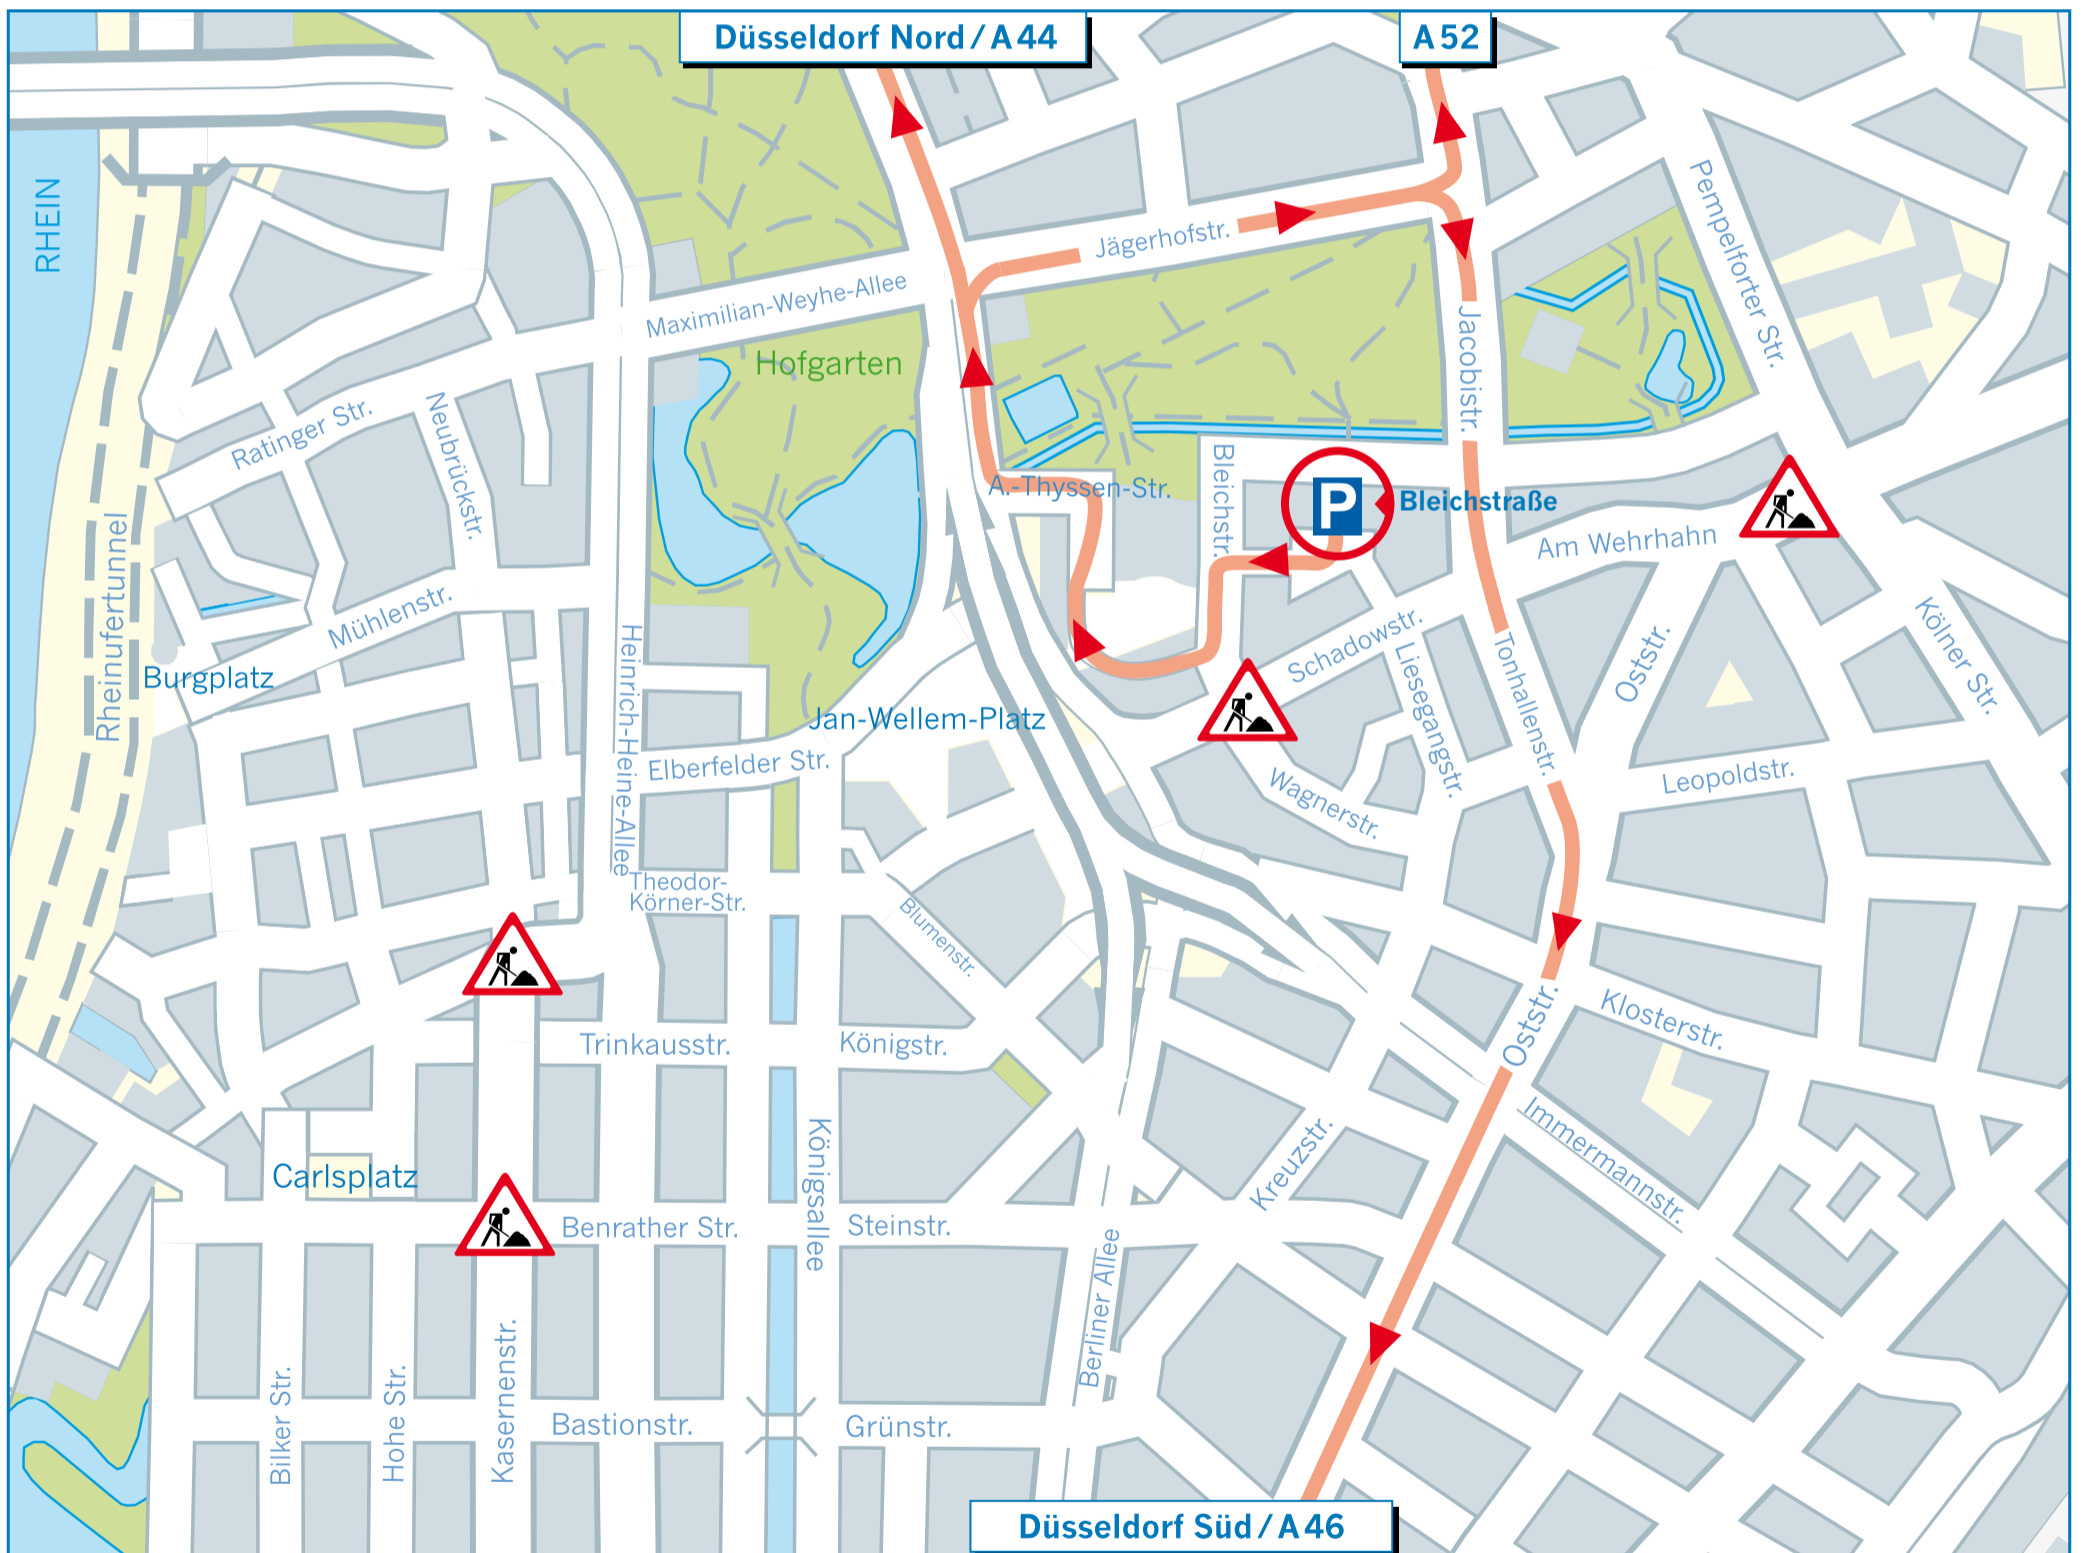 Düsseldorf Nord / A 44
A 52
RHEIN
Pempelforter Str.
Jägerhofstr.
Maximilian-Weyhe-Allee
Hofgarten
Jacobistr.
Ratinger Str.
Neubrückstr.
A.-Thyssen-Str.
Bleichstr.
P
Bleichstraße
Am Wehrhahn
Rheinufertunnel
Mühlenstr.
Burgplatz
Heinrich-Heine-Allee
Schadowstr.
Liesegangstr.
Tonhallenstr.
Oststr.
Kölner Str.
Jan-Wellem-Platz
Elberfelder Str.
Wagnerstr.
Leopoldstr.
Theodor-
Körner-Str.
Blumenstr.
Trinkausstr.
Königstr.
Oststr.
Klosterstr.
Immermannstr.
Kreuzstr.
Carlsplatz
Königsallee
Benrather Str.
Steinstr.
Berliner Allee
Bilker Str.
Hohe Str.
Kasernenstr.
Bastionstr.
Grünstr.
Düsseldorf Süd / A 46